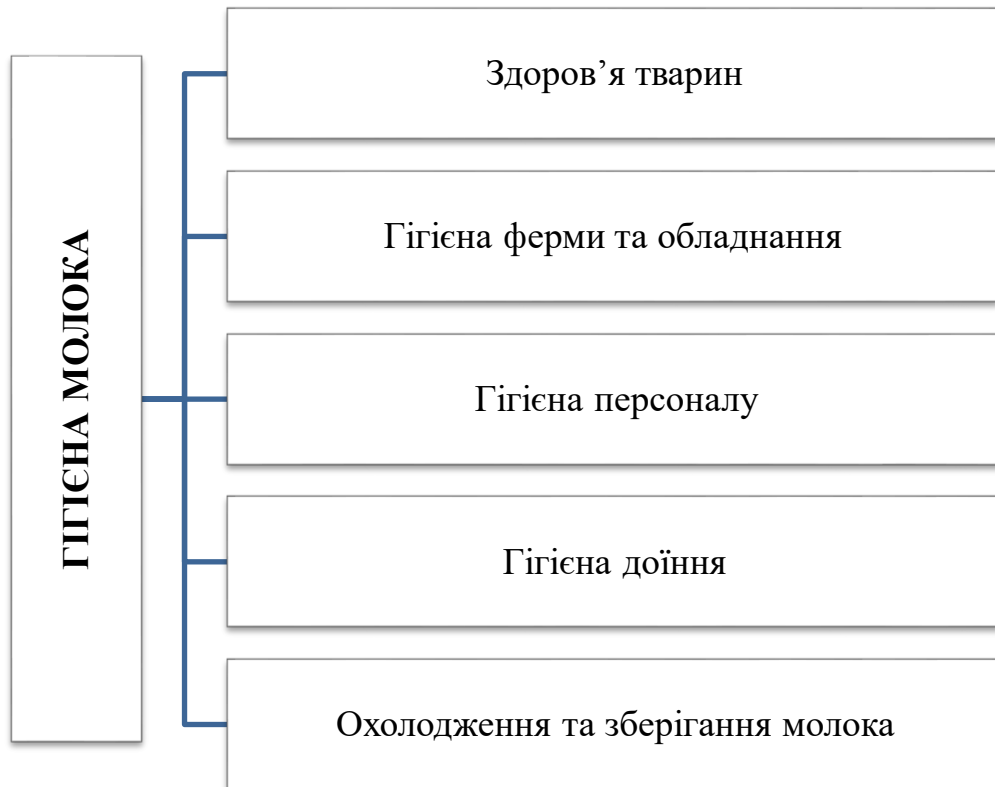 ГІГІЄНА МОЛОКА
Здоров’я тварин
Гігієна ферми та обладнання
Гігієна персоналу
Гігієна доїння
Охолодження та зберігання молока